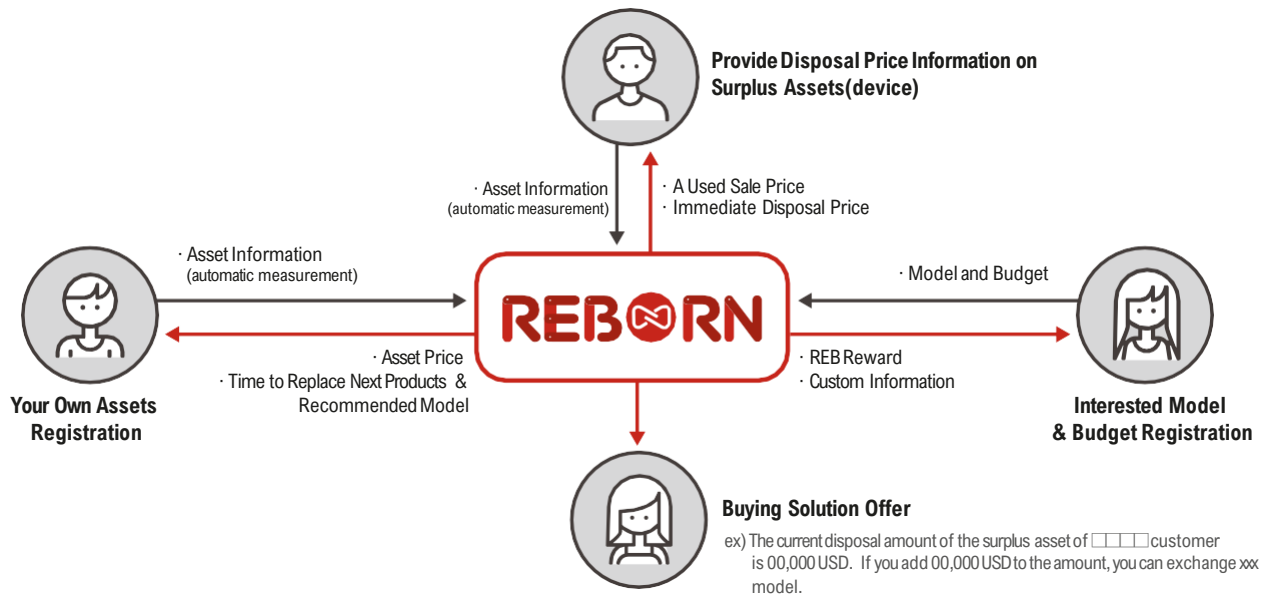 Provide Disposal Price Information on
Surplus Assets(device)
· Asset Information
(automatic measurement)
· A Used Sale Price
· Immediate Disposal Price
· Asset Information
(automatic measurement)
· Model and Budget
REBORN
· Asset Price
· Time to Replace Next Products &
Recommended Model
· REB Reward
· Custom Information
Your Own Assets
Registration
Interested Model
& Budget Registration
Buying Solution Offer
ex) The current disposal amount of the surplus asset of □□□□ customer
is 00,000 USD. If you add 00,000 USD to the amount, you can exchange xxx
model.